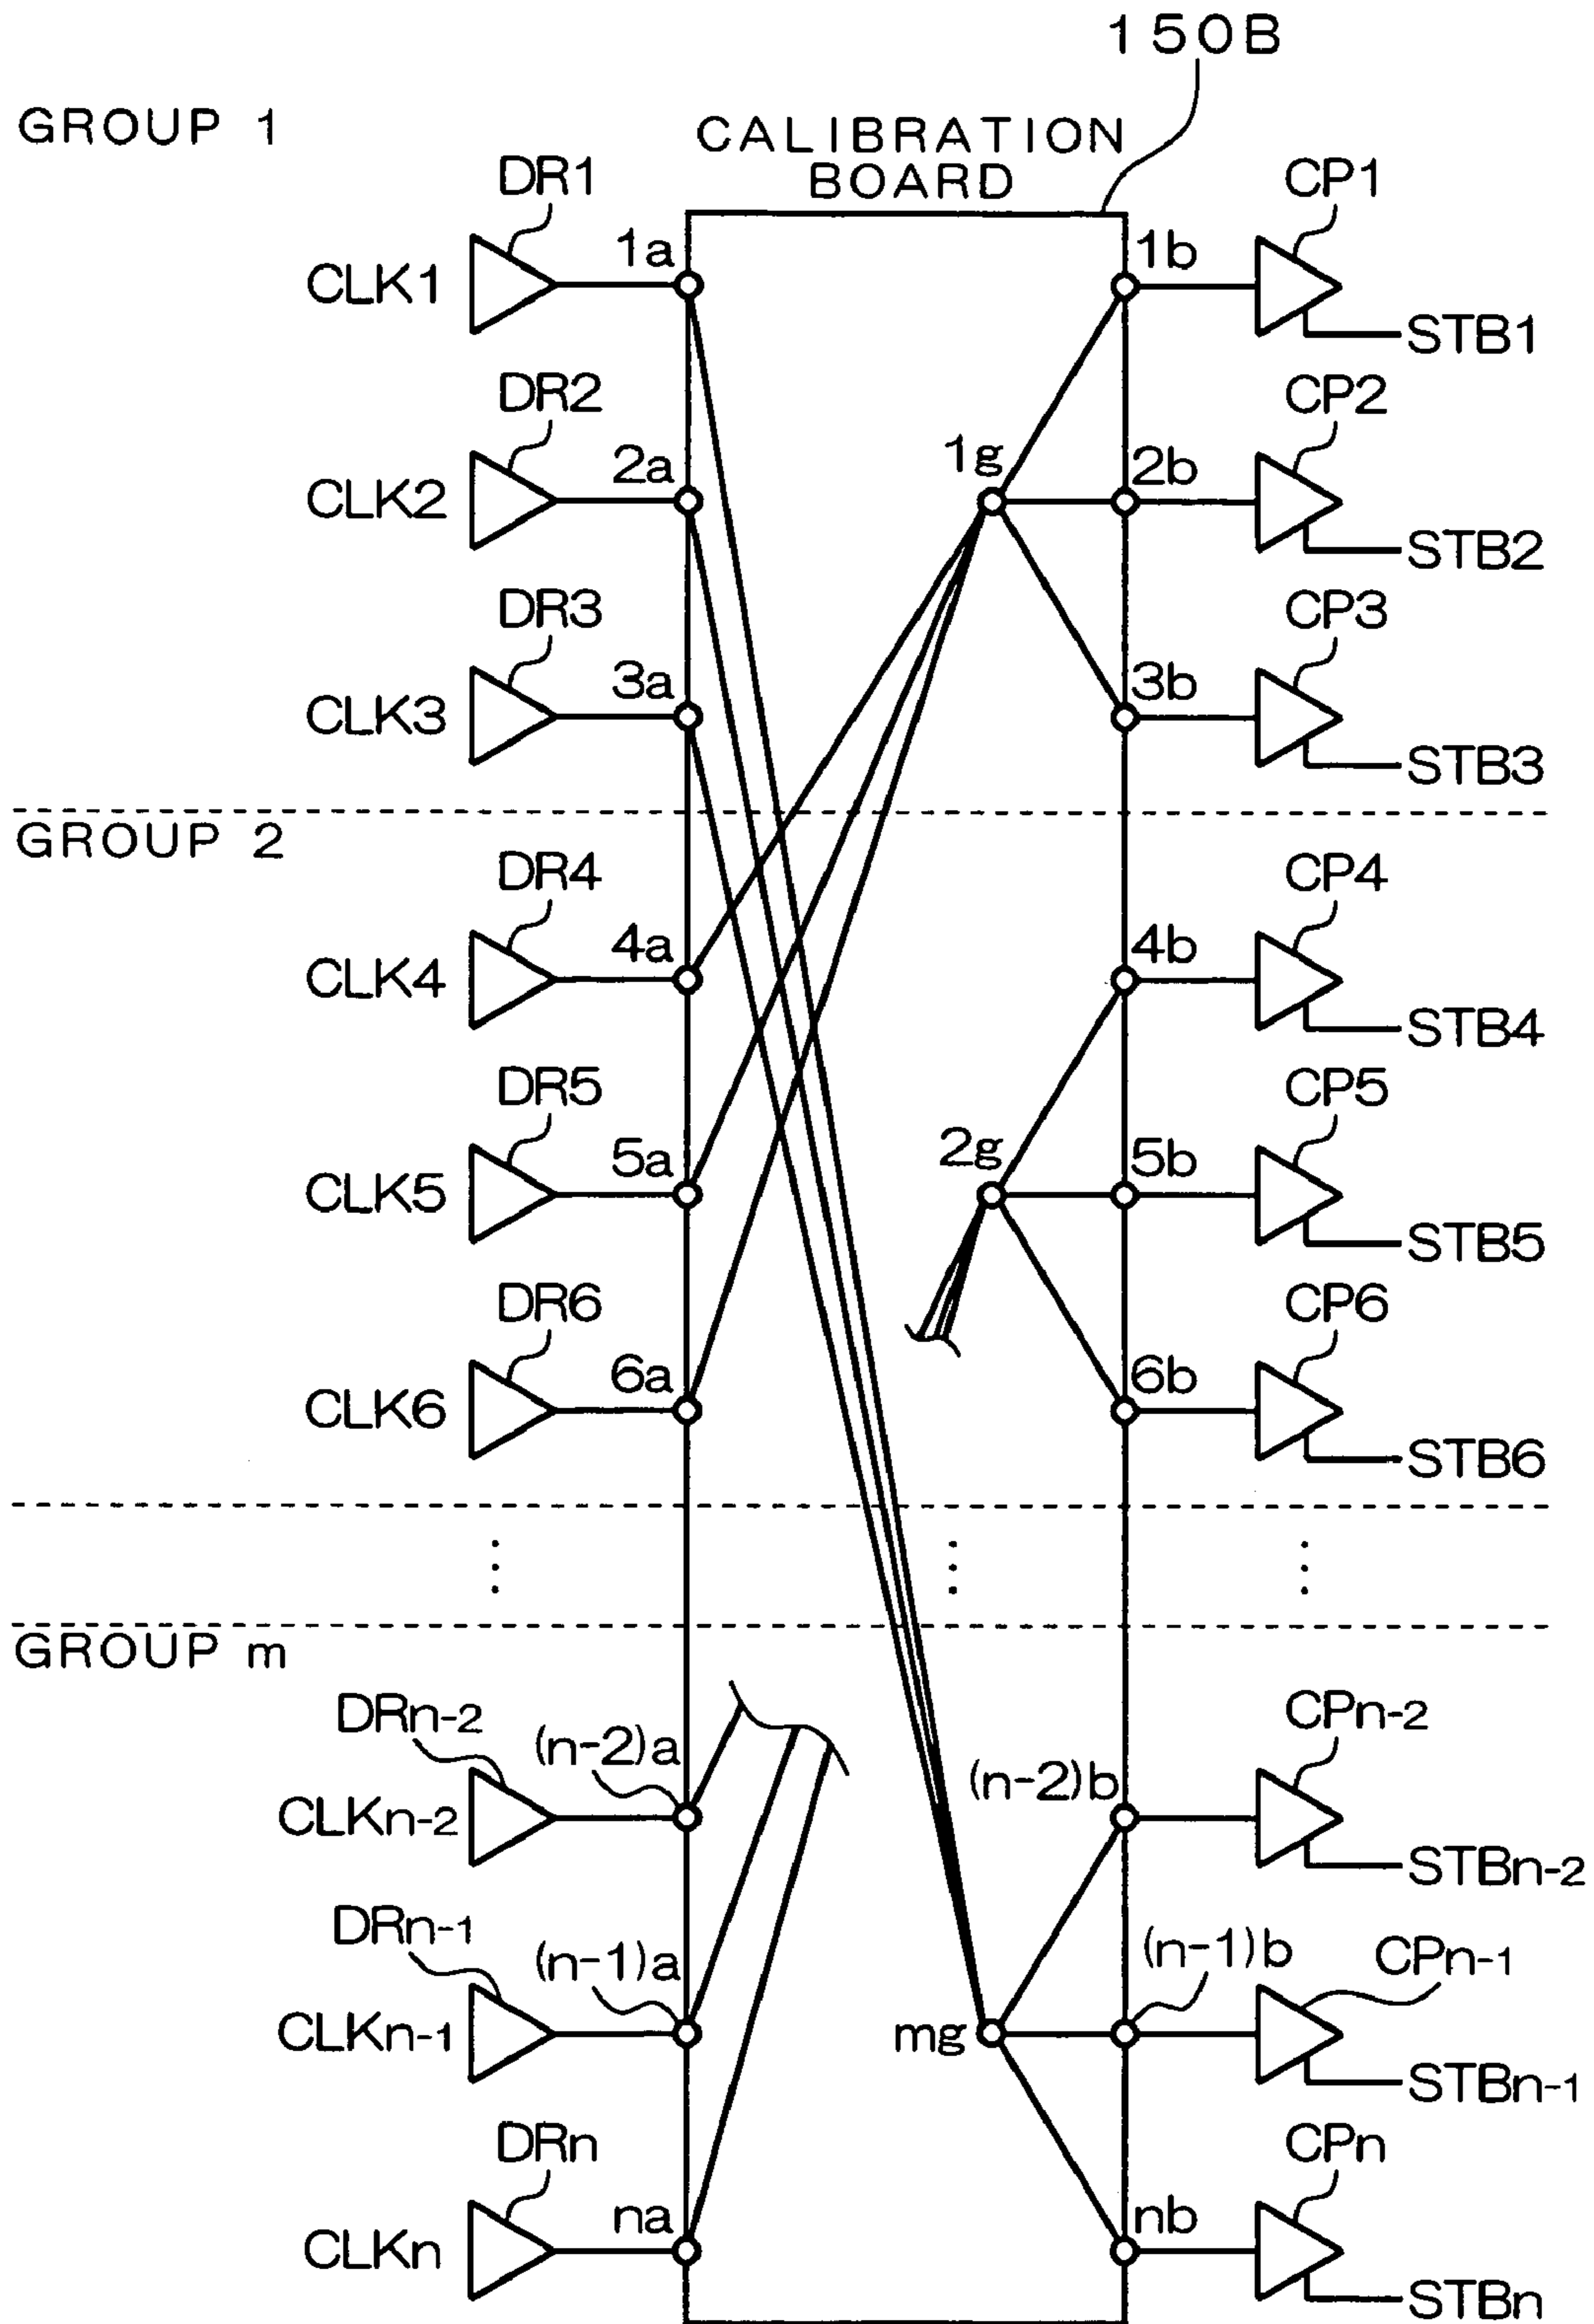 150B
GROUP 1
CALIBRATION
BOARD
DR1
CP1
1a
1b
CLK1
STB1
DR2
CP2
2a
1g
2b
CLK2
STB2
DR3
CP3
3a
3b
CLK3
STB3
GROUP 2
DR4
CP4
4a
4b
CLK4
STB4
DR5
CP5
5a
2g
5b
CLK5
STB5
DR6
CP6
6a
6b
CLK6
STB6
GROUP m
DRn-2
CPn-2
(n-2)a
(n-2)b
CLKn-2
STBn-2
DRn-1
(n-1)b
CPn-1
(n-1)a
CLKn-1
mg
STBn-1
DRn
CPn
na
nb
CLKn
STBn